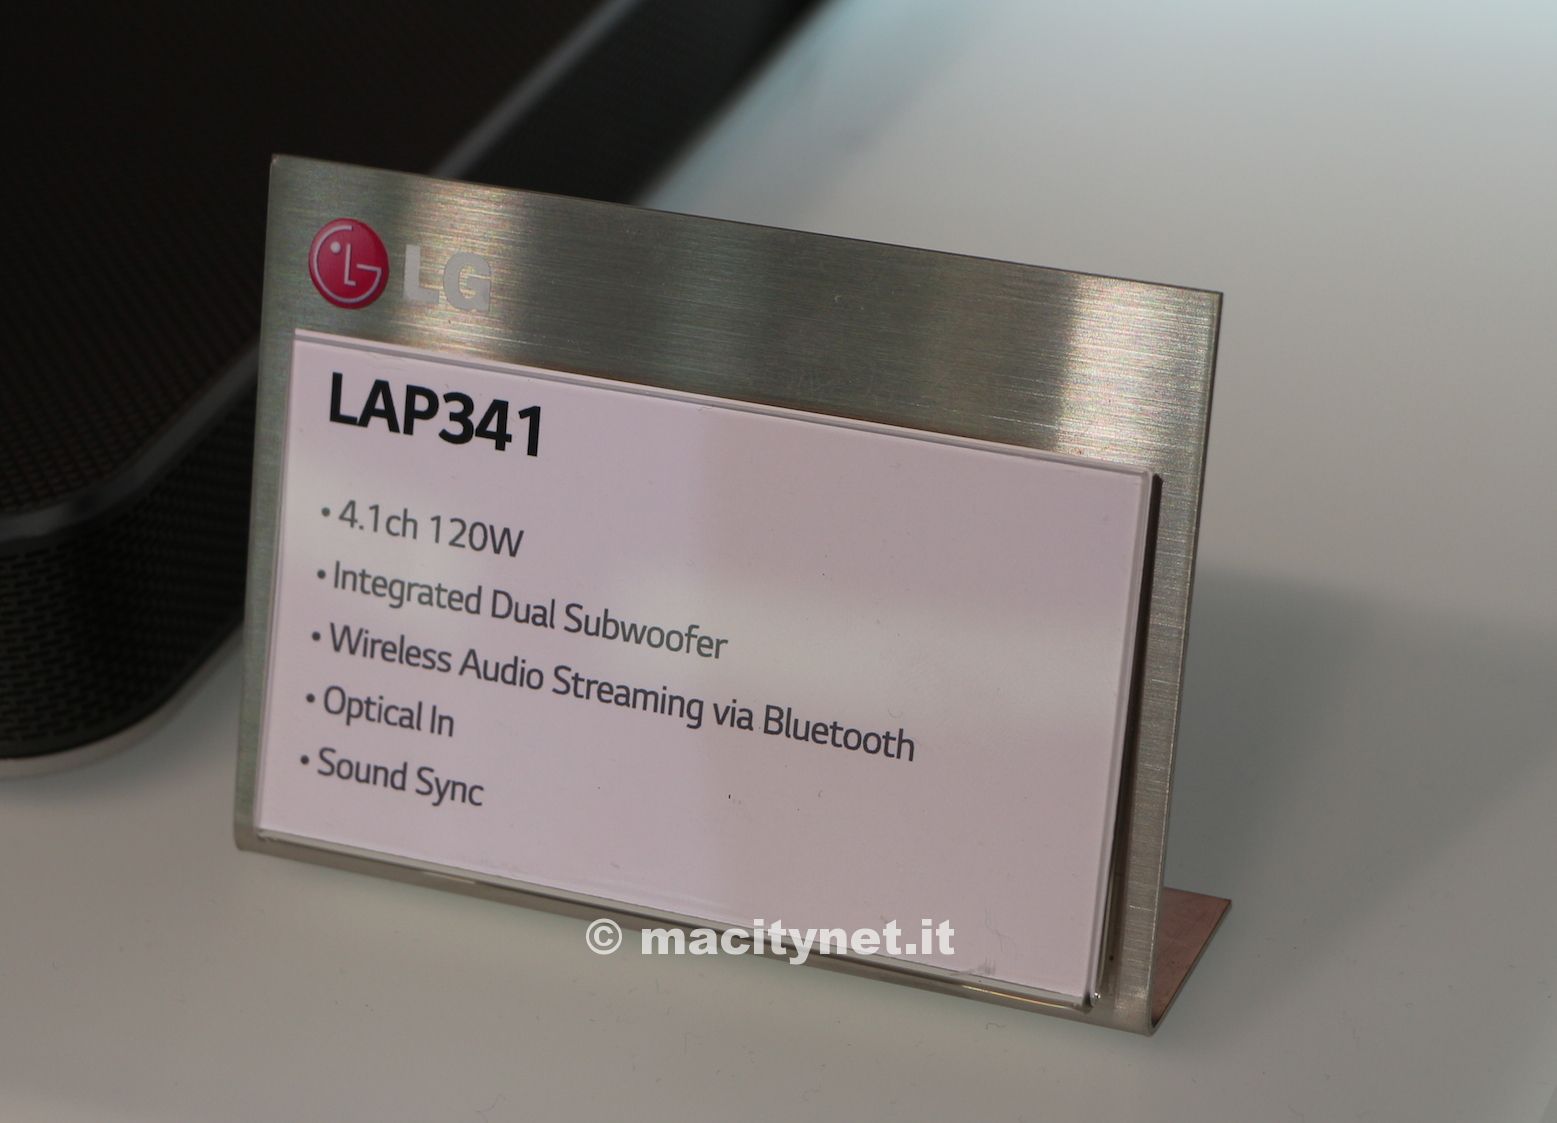 LG
LAP341
• 4.1ch 120W
• Integrated Dual Subwoofer
• Wireless Audio Streaming via Bluetooth
• Optical In
• Sound Sync
© macitynet.it